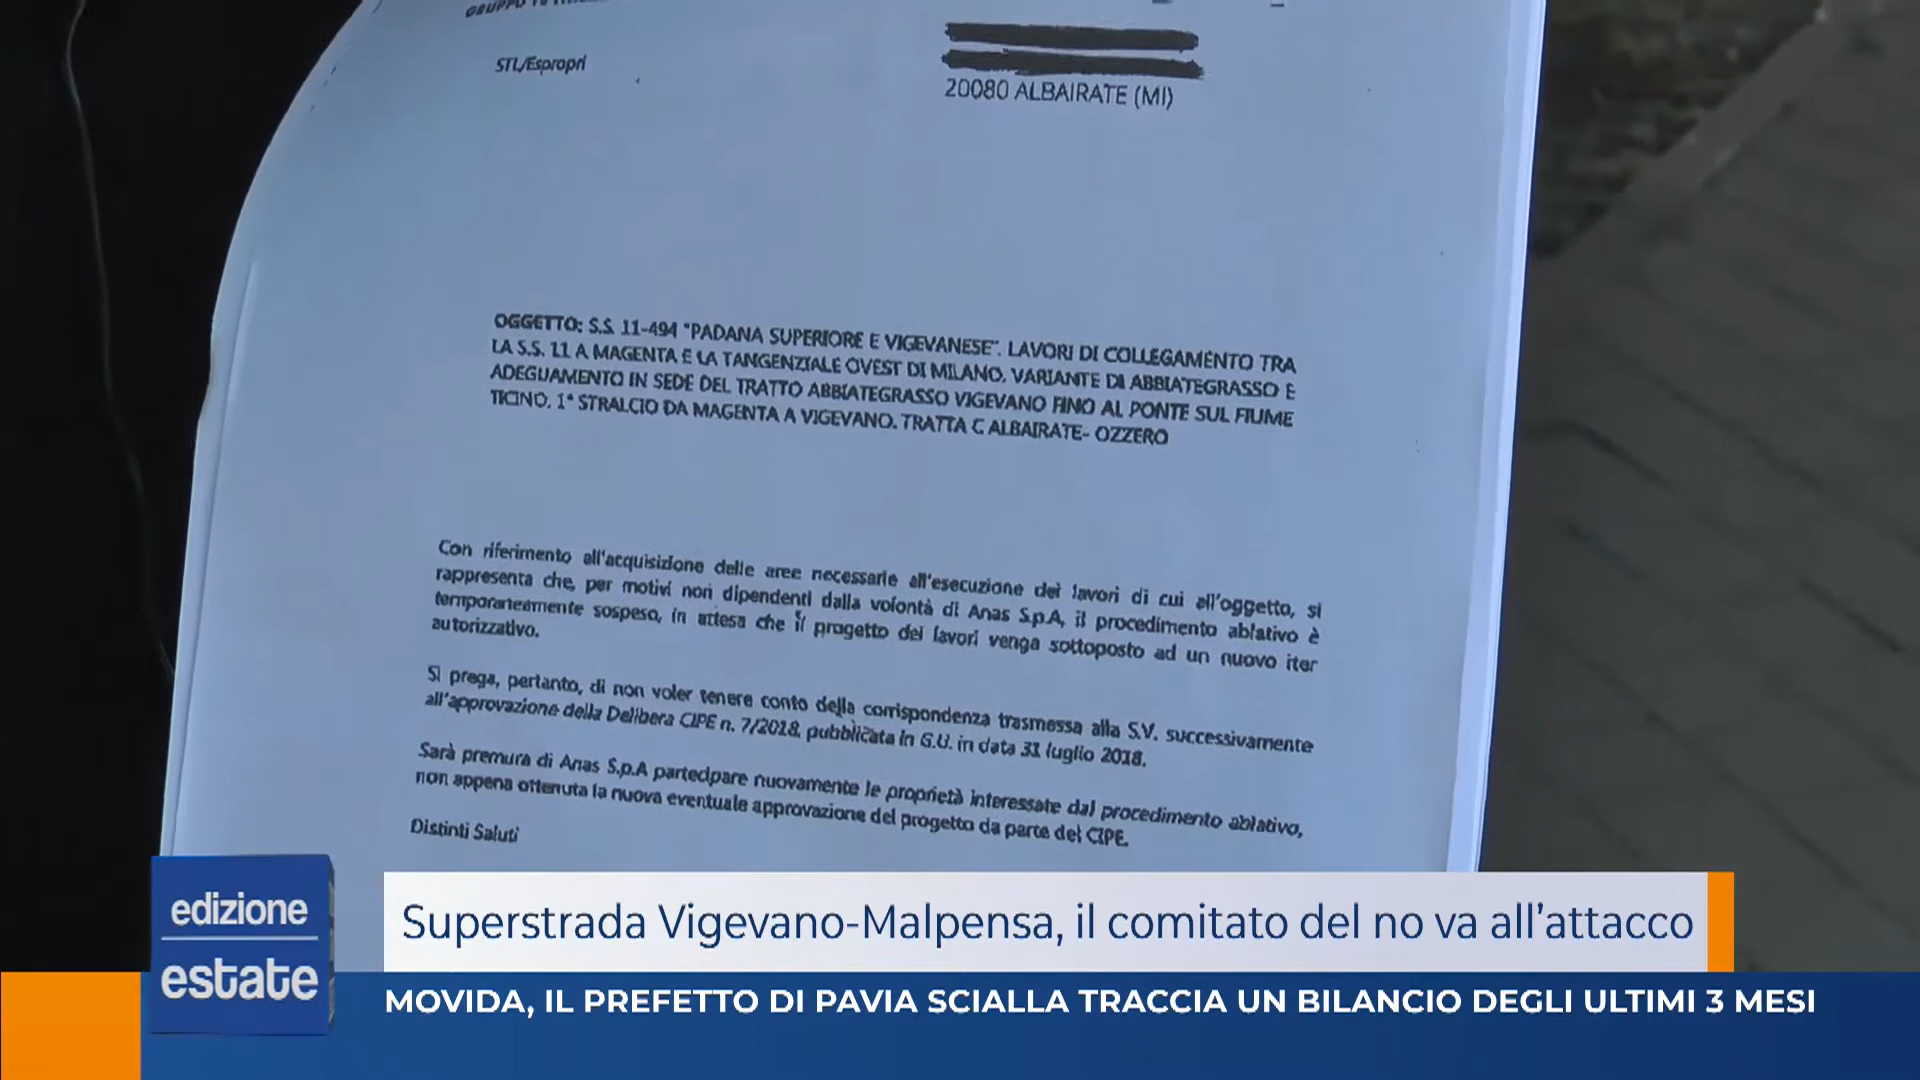 STL/Espropri
20080 ALBAIRATE (MI)
OGGETTO: S.S. 11-494 "PADANA SUPERIORE E VIGEVANESE". LAVORI DI COLLEGAMENTO TRA
LA S.S. 11 A MAGENTA E LA TANGENZIALE OVEST DI MILANO. VARIANTE DI ABBIATEGRASSO E
ADEGUAMENTO IN SEDE DEL TRATTO ABBIATEGRASSO VIGEVANO FINO AL PONTE SUL FIUME
TICINO. 1° STRALCIO DA MAGENTA A VIGEVANO. TRATTA C ALBAIRATE- OZZERO
Con riferimento all'acquisizione delle aree necessarie all'esecuzione dei lavori di cui all'oggetto, si
rappresenta che, per motivi non dipendenti dalla volontà di Anas S.p.A, il procedimento ablativo è
temporaneamente sospeso, in attesa che il progetto dei lavori venga sottoposto ad un nuovo iter
autorizzativo.
Si prega, pertanto, di non voler tenere conto della corrispondenza trasmessa alla S.V. successivamente
all'approvazione della Delibera CIPE n. 7/2018, pubblicata in G.U. in data 31 luglio 2018.
Sarà premura di Anas S.p.A partecipare nuovamente le proprietà interessate dal procedimento ablativo,
non appena ottenuta la nuova eventuale approvazione del progetto da parte del CIPE.
Distinti Saluti
edizione
estate
Superstrada Vigevano-Malpensa, il comitato del no va all'attacco
MOVIDA, IL PREFETTO DI PAVIA SCIALLA TRACCIA UN BILANCIO DEGLI ULTIMI 3 MESI